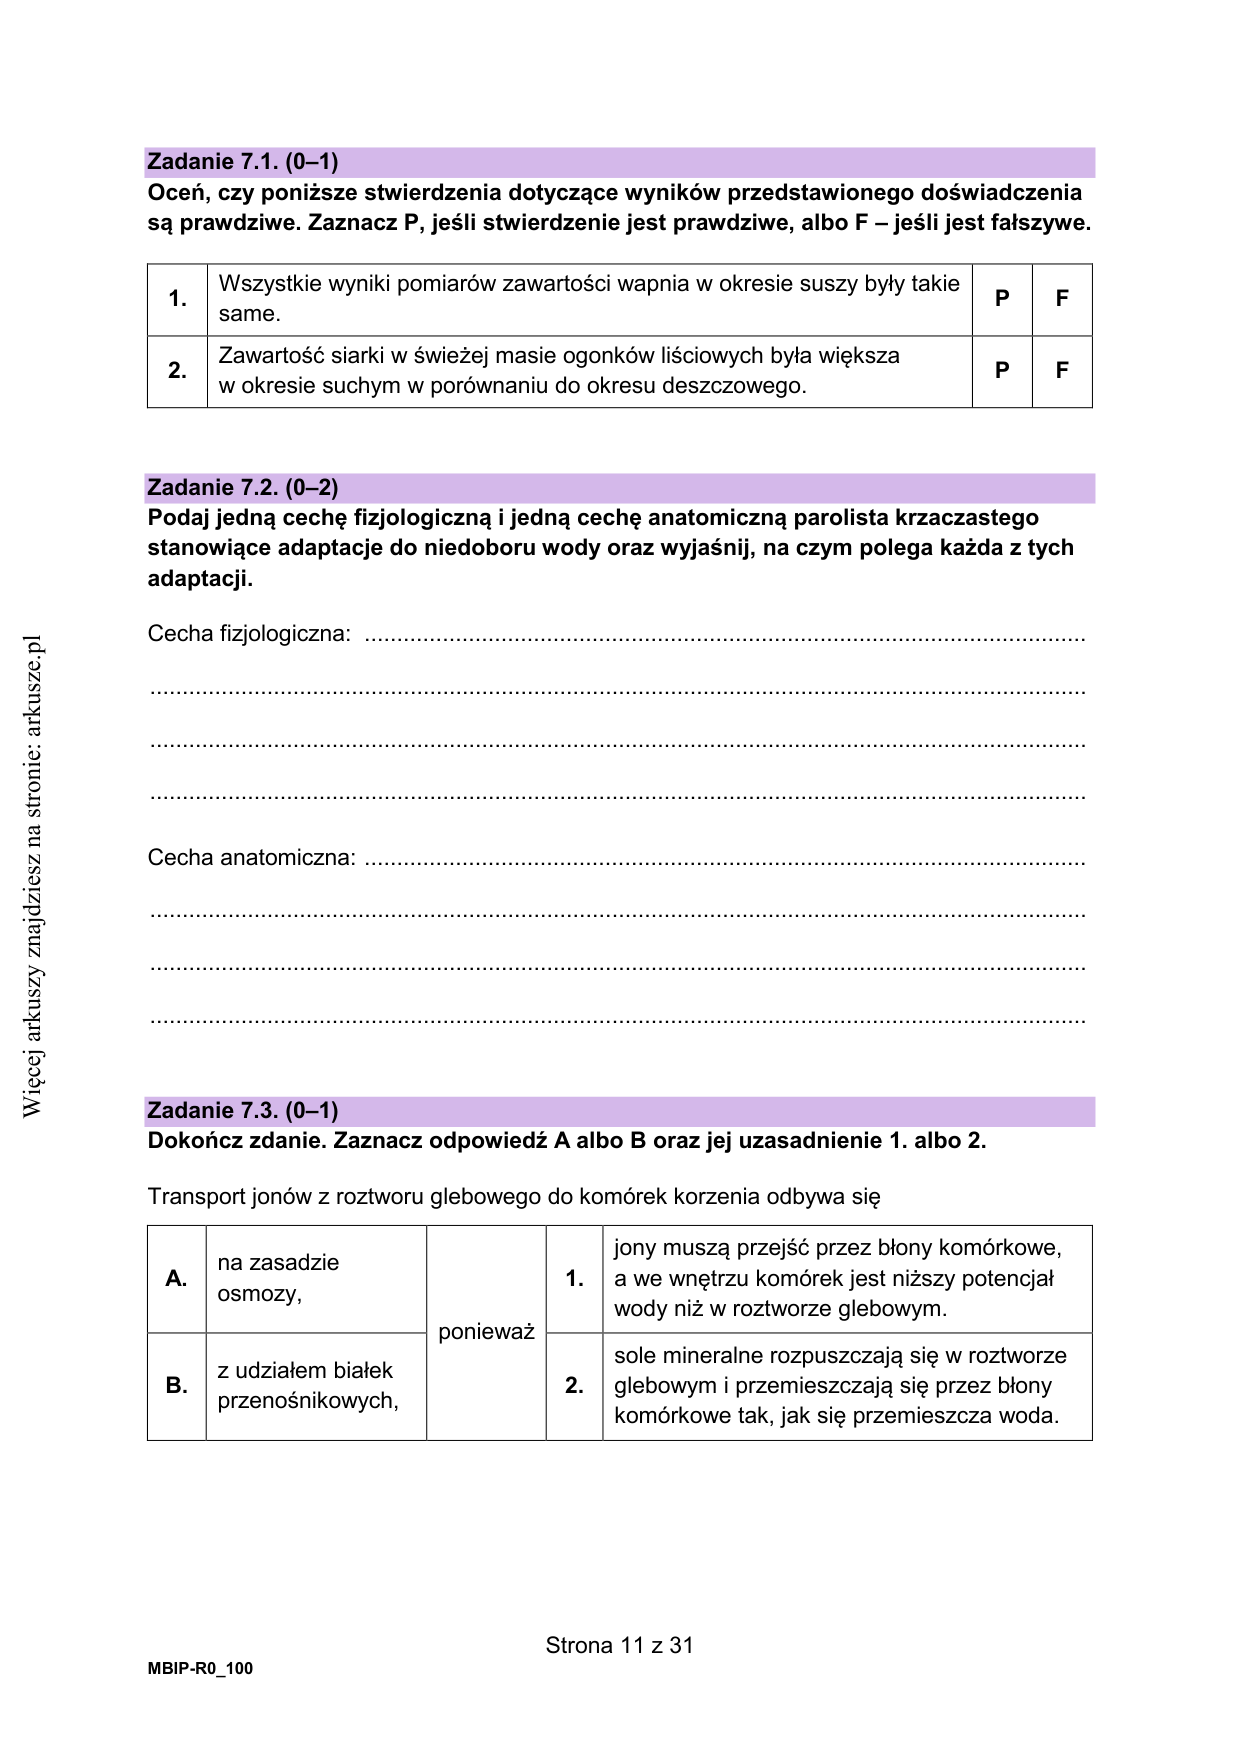 Zadanie 7.1. (0–1)
Oceń, czy poniższe stwierdzenia dotyczące wyników przedstawionego doświadczenia
są prawdziwe. Zaznacz P, jeśli stwierdzenie jest prawdziwe, albo F – jeśli jest fałszywe.
1. Wszystkie wyniki pomiarów zawartości wapnia w okresie suszy były takie
same. P F
2. Zawartość siarki w świeżej masie ogonków liściowych była większa
w okresie suchym w porównaniu do okresu deszczowego. P F
Zadanie 7.2. (0–2)
Podaj jedną cechę fizjologiczną i jedną cechę anatomiczną parolista krzaczastego
stanowiące adaptacje do niedoboru wody oraz wyjaśnij, na czym polega każda z tych
adaptacji.
Cecha fizjologiczna: ....................................................................................................
....................................................................................................
....................................................................................................
....................................................................................................
Cecha anatomiczna: ....................................................................................................
....................................................................................................
....................................................................................................
....................................................................................................
Zadanie 7.3. (0–1)
Dokończ zdanie. Zaznacz odpowiedź A albo B oraz jej uzasadnienie 1. albo 2.
Transport jonów z roztworu glebowego do komórek korzenia odbywa się
A.
na zasadzie
osmozy,
B.
z udziałem białek
przenośnikowych,
ponieważ
1.
jony muszą przejść przez błony komórkowe,
a we wnętrzu komórek jest niższy potencjał
wody niż w roztworze glebowym.
2.
sole mineralne rozpuszczają się w roztworze
glebowym i przemieszczają się przez błony
komórkowe tak, jak się przemieszcza woda.
Strona 11 z 31
MBIP-R0_100
Więcej arkuszy znajdziesz na stronie: arkusze.pl